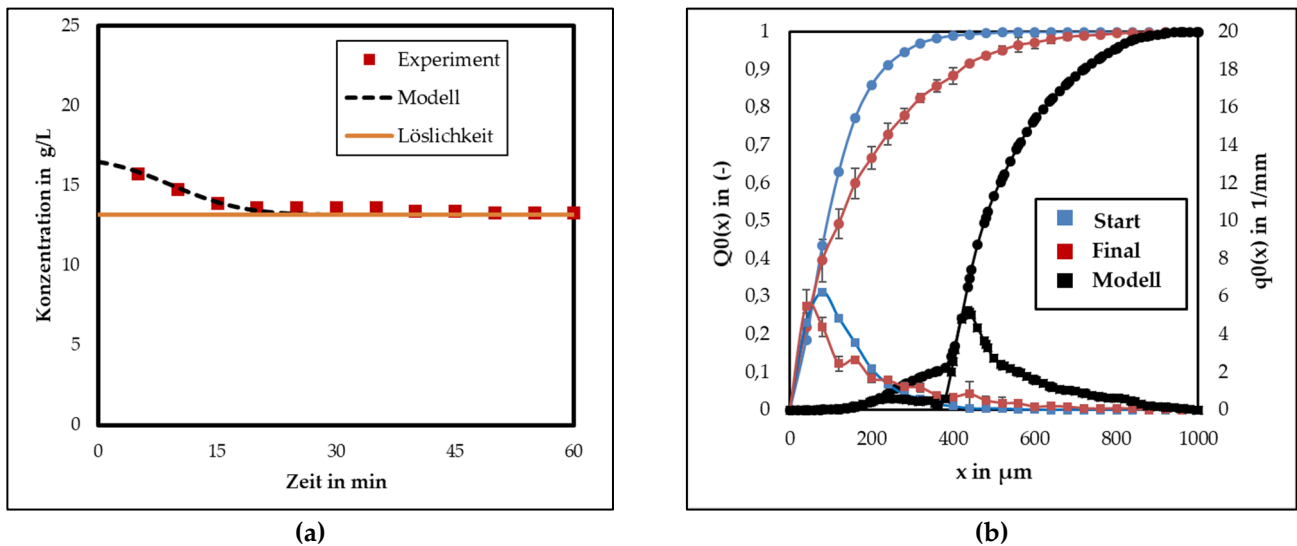 25
20
15
10
5
0
0 15 30 45 60
Konzentration in g/L
Zeit in min
Experiment
Modell
Löslichkeit
(a)
1
0,9
0,8
0,7
0,6
0,5
0,4
0,3
0,2
0,1
0
Q0(x) in (-)
0 200 400 600 800 1000
x in µm
20
18
16
14
12
10
8
6
4
2
0
q0(x) in 1/mm
Start
Final
Modell
(b)